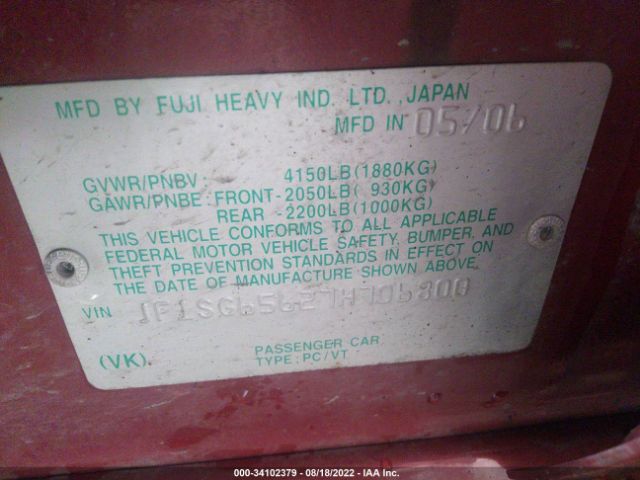 MFD BY FUJI HEAVY IND. LTD., JAPAN
MFD IN 05/06
GVWR/PNBV : 4150LB(1880KG)
GAWR/PNBE : FRONT-2050LB( 930KG)
REAR -2200LB(1000KG)
THIS VEHICLE CONFORMS TO ALL APPLICABLE
FEDERAL MOTOR VEHICLE SAFETY, BUMPER, AND
THEFT PREVENTION STANDARDS IN EFFECT ON
THE DATE OF MANUFACTURE SHOWN ABOVE.
VIN JF1SG65627H706800
(VK) PASSENGER CAR
TYPE: PC/VT
000-34102379 - 08/18/2022 - IAA Inc.